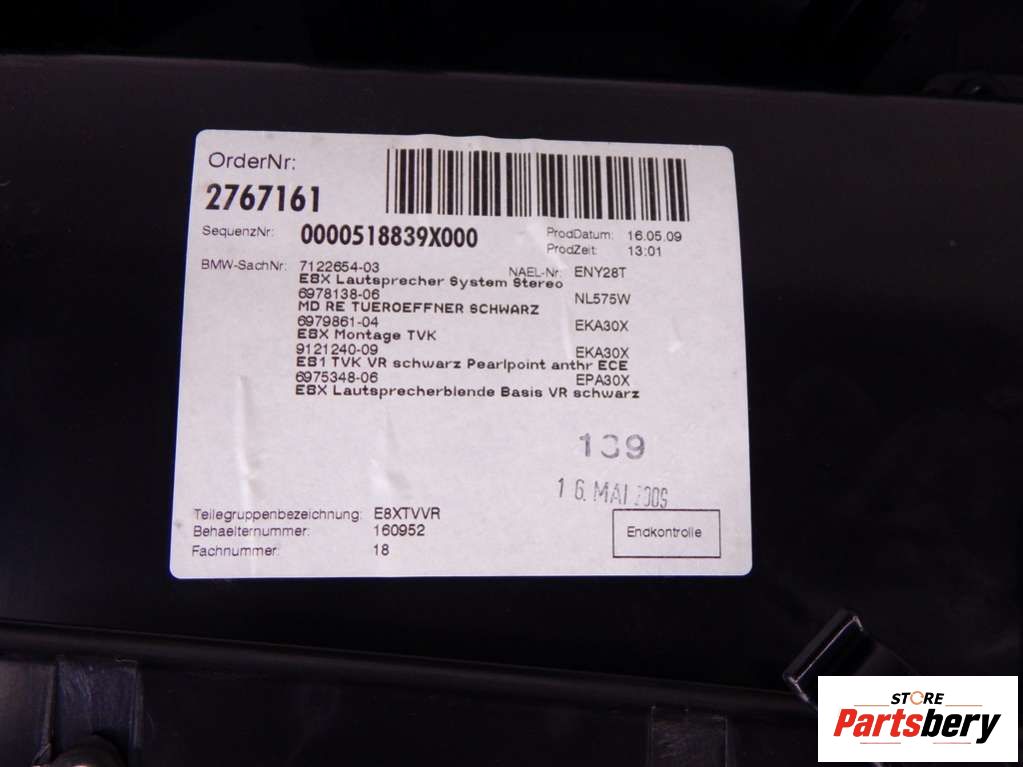 OrderNr:
2767161
SequenzNr: 0000518839X000
ProdDatum: 16.05.09
ProdZeit: 13:01
BMW-SachNr: 7122654-03 NAEL-Nr: ENY28T
E8X Lautsprecher System Stereo
6978138-06 NL575W
MD RE TUEROEFFNER SCHWARZ
6979861-04 EKA30X
E8X Montage TVK
9121240-09 EKA30X
E81 TVK VR schwarz Pearlpoint anthr ECE
6975348-06 EPA30X
E8X Lautsprecherblende Basis VR schwarz
139
16. MAI 2009
Teilegruppenbezeichnung: E8XTVVR
Behaelternummer: 160952
Fachnummer: 18
Endkontrolle
STORE
Partsbery